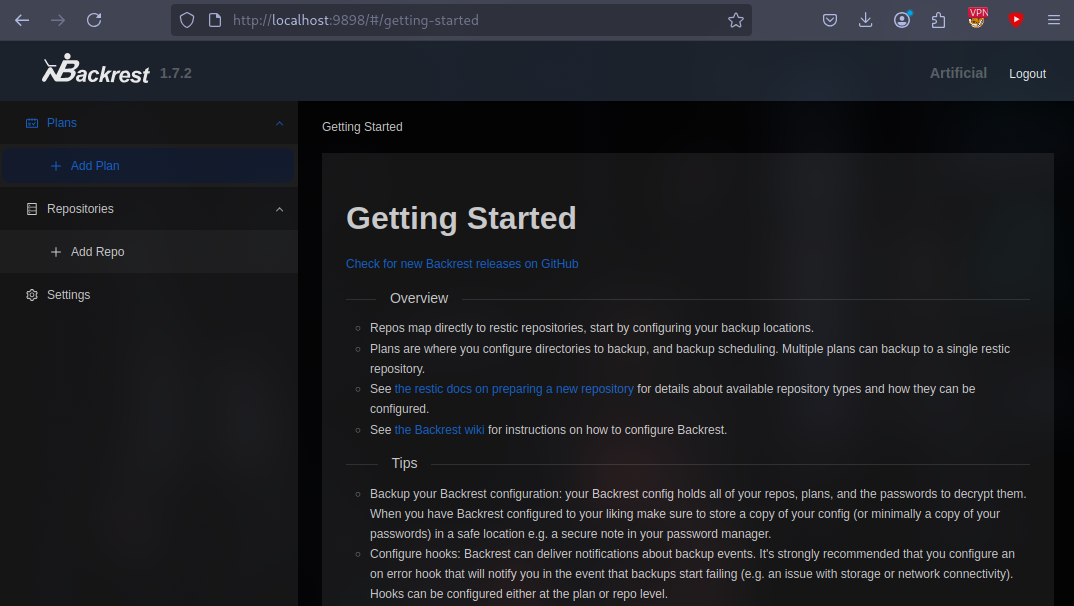 VPN
http://localhost:9898/#/getting-started
Backrest 1.7.2
Artificial
Logout
Plans
Add Plan
Repositories
Add Repo
Settings
Getting Started
Getting Started
Check for new Backrest releases on GitHub
Overview
Repos map directly to restic repositories, start by configuring your backup locations.
Plans are where you configure directories to backup, and backup scheduling. Multiple plans can backup to a single restic
repository.
See the restic docs on preparing a new repository for details about available repository types and how they can be
configured.
See the Backrest wiki for instructions on how to configure Backrest.
Tips
Backup your Backrest configuration: your Backrest config holds all of your repos, plans, and the passwords to decrypt them.
When you have Backrest configured to your liking make sure to store a copy of your config (or minimally a copy of your
passwords) in a safe location e.g. a secure note in your password manager.
Configure hooks: Backrest can deliver notifications about backup events. It's strongly recommended that you configure an
on error hook that will notify you in the event that backups start failing (e.g. an issue with storage or network connectivity).
Hooks can be configured either at the plan or repo level.